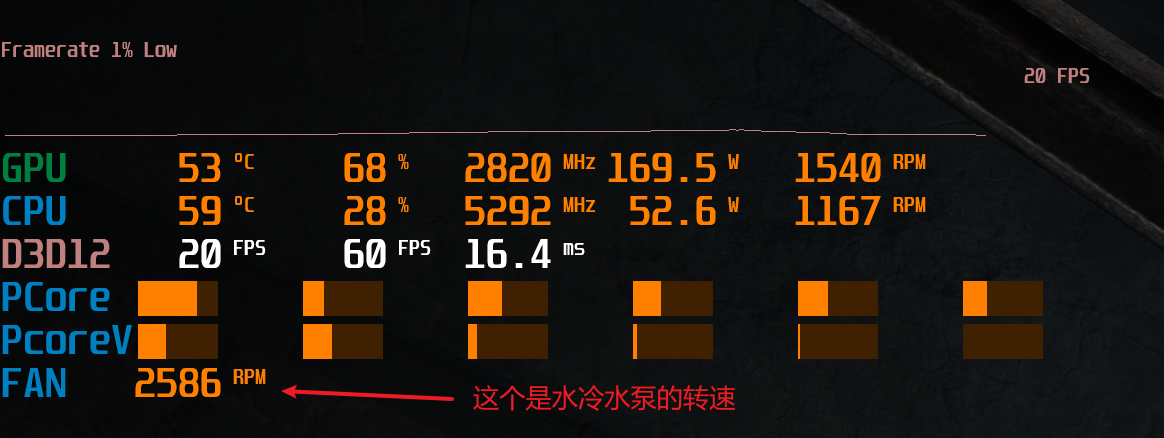 Framerate 1% Low
20 FPS
GPU 53 °C 68 % 2820 MHz 169.5 W 1540 RPM
CPU 59 °C 28 % 5292 MHz 52.6 W 1167 RPM
D3D12 20 FPS 60 FPS 16.4 ms
PCore
PcoreV
FAN 2586 RPM 这个是水冷水泵的转速